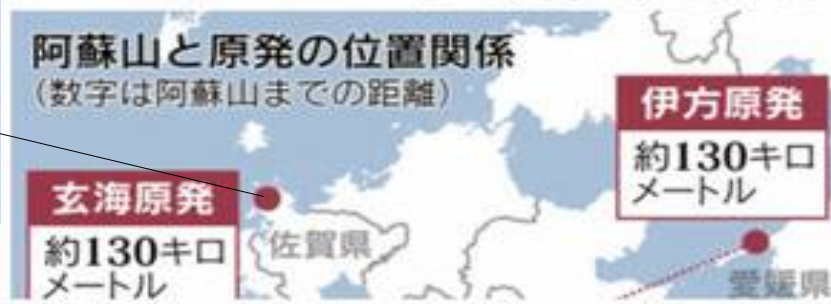 阿蘇山と原発の位置関係
(数字は阿蘇山までの距離)
伊方原発
約130キロ
メートル
玄海原発
約130キロ
メートル
佐賀県
愛媛県